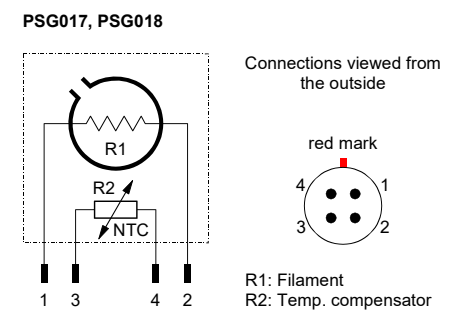 PSG017, PSG018
Connections viewed from
the outside
red mark
R1
R2
NTC
4 1
3 2
1 3 4 2
R1: Filament
R2: Temp. compensator